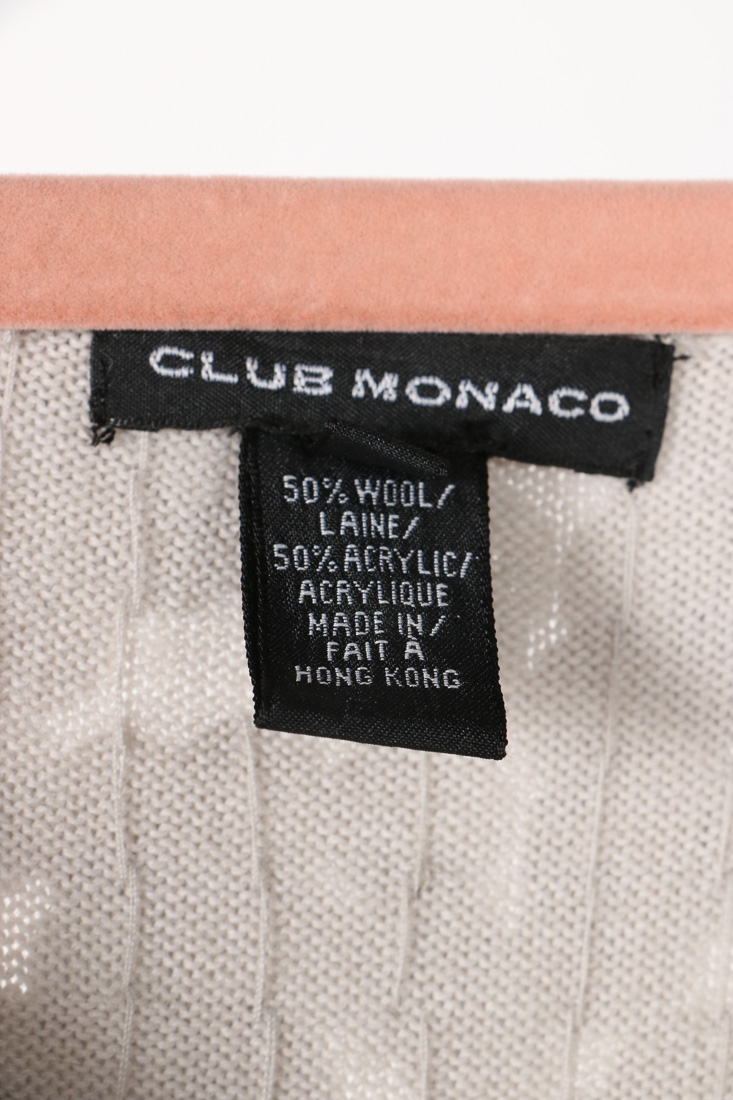 CLUB MONACO
50% WOOL/
LAINE/
50% ACRYLIC/
ACRYLIQUE
MADE IN/
FAIT À
HONG KONG